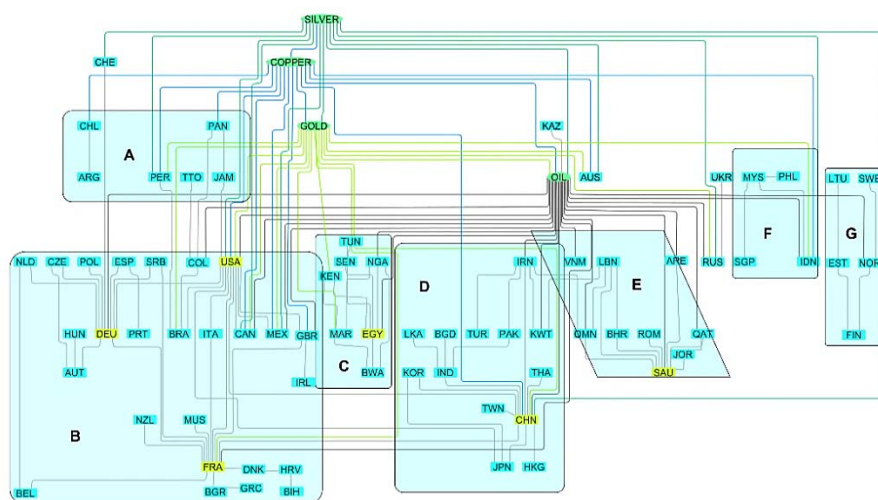 SILVER
CHE
COPPER
CHL PAN GOLD KAZ
A
ARG PER TTO JAM OIL AUS UKR MYS PHL LTU SWE
F
G
TUN
NLD CZE POL ESP SRB COL USA SEN NGA IRN VNM LBN ARE RUS SGP IDN EST NOR
KEN
D
E
HUN DEU PRT BRA ITA CAN MEX GBR MAR EGY LKA BGD TUR PAK KWT OMN BHR ROM QAT FIN
JOR
C
AUT IRL BWA KOR IND THA SAU
TWN
NZL MUS CHN
B
FRA DNK HRV JPN HKG
BEL BGR GRC BIH